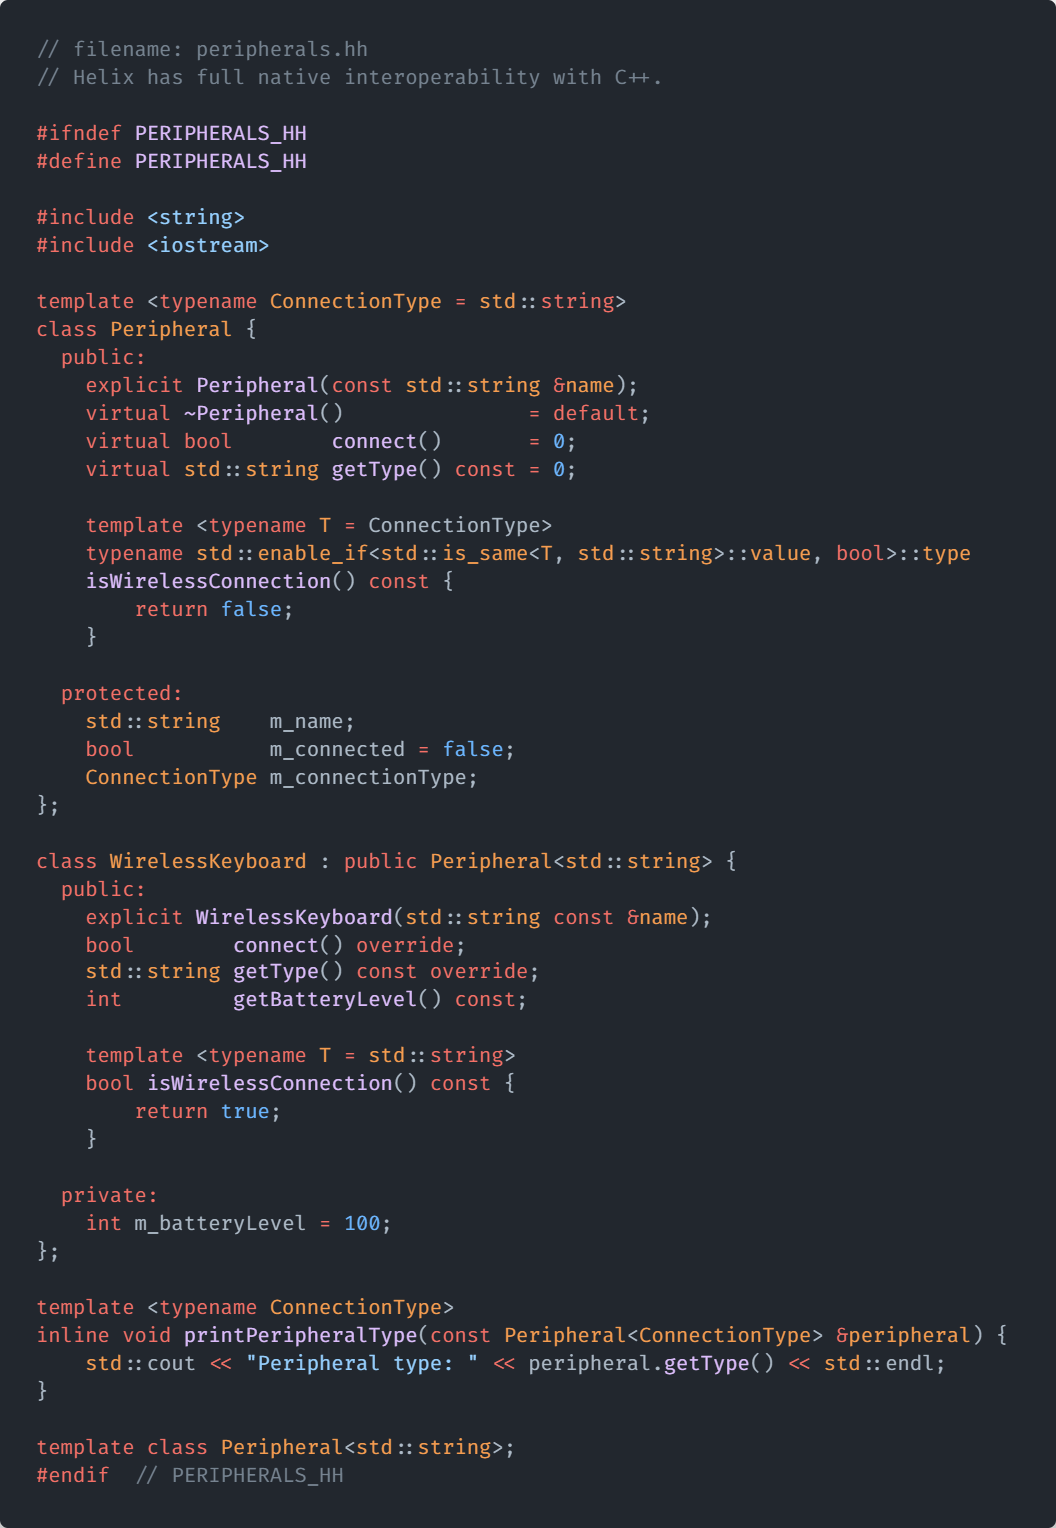 // filename: peripherals.hh
// Helix has full native interoperability with C++.

#ifndef PERIPHERALS_HH
#define PERIPHERALS_HH

#include <string>
#include <iostream>

template <typename ConnectionType = std::string>
class Peripheral {
  public:
    explicit Peripheral(const std::string &name);
    virtual ~Peripheral()               = default;
    virtual bool        connect()       = 0;
    virtual std::string getType() const = 0;

    template <typename T = ConnectionType>
    typename std::enable_if<std::is_same<T, std::string>::value, bool>::type
    isWirelessConnection() const {
        return false;
    }

  protected:
    std::string    m_name;
    bool           m_connected = false;
    ConnectionType m_connectionType;
};

class WirelessKeyboard : public Peripheral<std::string> {
  public:
    explicit WirelessKeyboard(std::string const &name);
    bool        connect() override;
    std::string getType() const override;
    int         getBatteryLevel() const;

    template <typename T = std::string>
    bool isWirelessConnection() const {
        return true;
    }

  private:
    int m_batteryLevel = 100;
};

template <typename ConnectionType>
inline void printPeripheralType(const Peripheral<ConnectionType> &peripheral) {
    std::cout << "Peripheral type: " << peripheral.getType() << std::endl;
}

template class Peripheral<std::string>;
#endif  // PERIPHERALS_HH